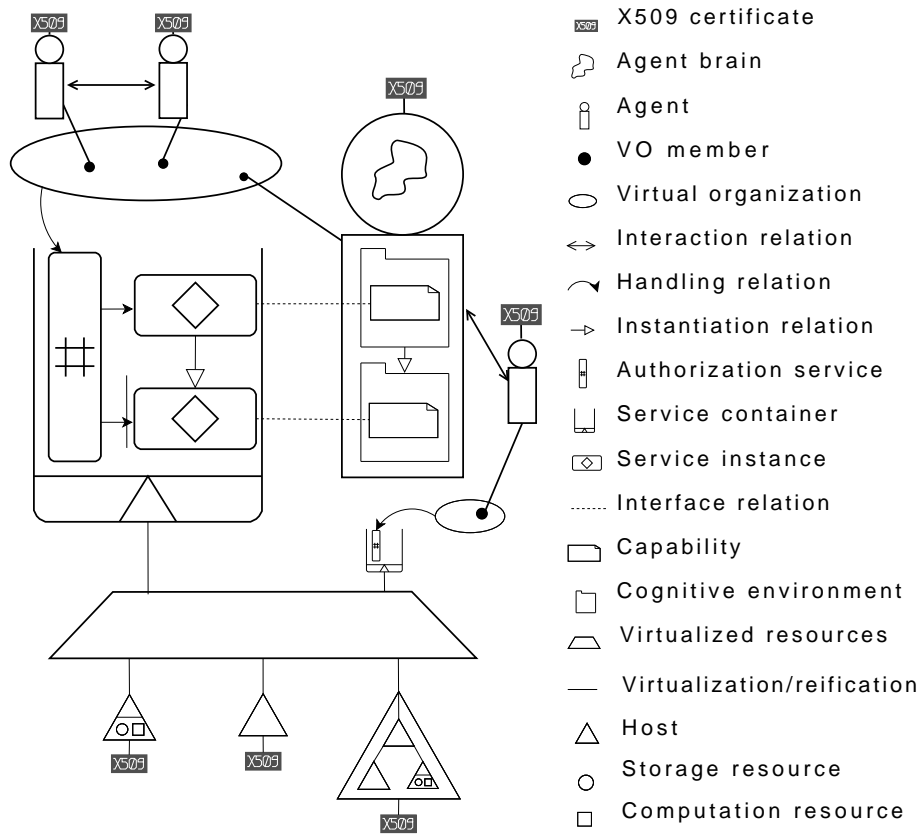 X509 X509
X509
X509
X509
X509
X509
X509 X509 certificate
Agent brain
Agent
VO member
Virtual organization
Interaction relation
Handling relation
Instantiation relation
Authorization service
Service container
Service instance
Interface relation
Capability
Cognitive environment
Virtualized resources
Virtualization/reification
Host
Storage resource
Computation resource